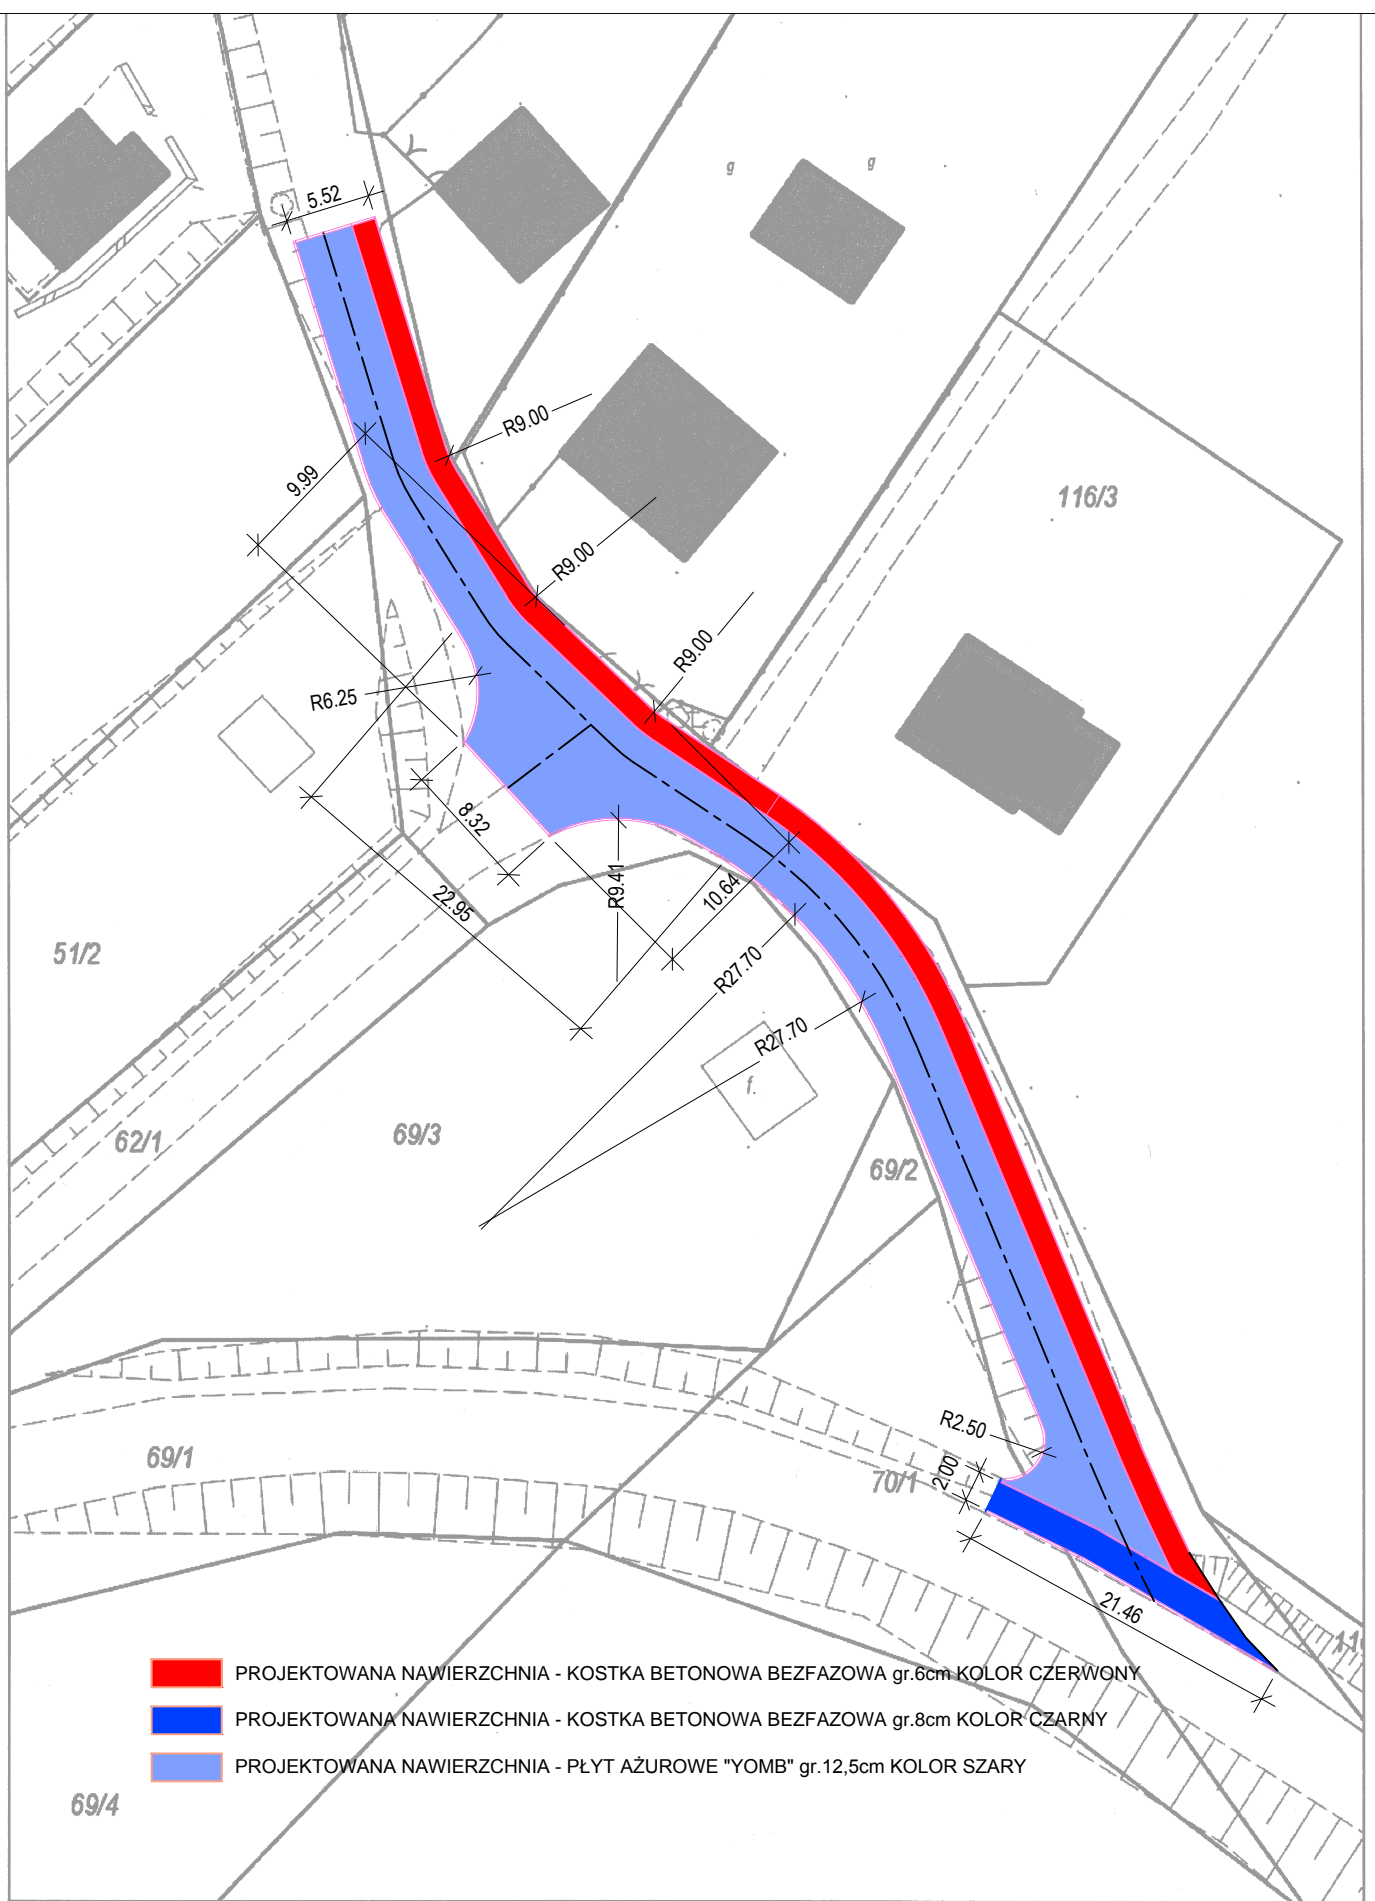 g
g
5.52
R9.00
9.99
116/3
R9.00
R9.00
R6.25
8.32
22.95
R9.41
10.64
51/2
R27.70
R27.70
f.
62/1
69/3
69/2
R2.50
2.00
69/1
70/1
21.46
11
PROJEKTOWANA NAWIERZCHNIA - KOSTKA BETONOWA BEZFAZOWA gr.6cm KOLOR CZERWONY
PROJEKTOWANA NAWIERZCHNIA - KOSTKA BETONOWA BEZFAZOWA gr.8cm KOLOR CZARNY
PROJEKTOWANA NAWIERZCHNIA - PŁYT AŻUROWE "YOMB" gr.12,5cm KOLOR SZARY
69/4